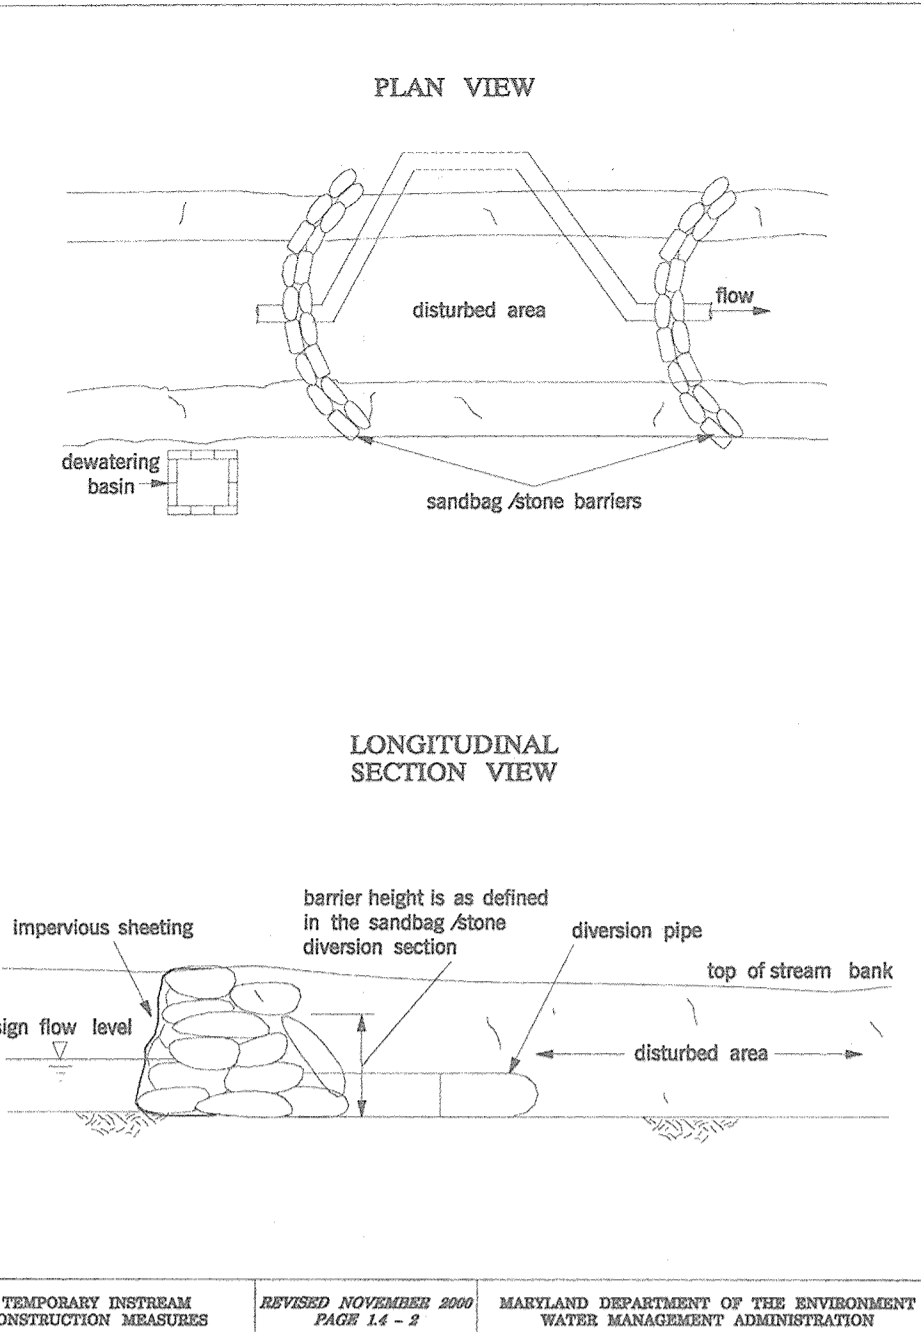 PLAN VIEW
disturbed area
flow
dewatering
basin
sandbag/stone barriers
LONGITUDINAL
SECTION VIEW
barrier height is as defined
in the sandbag/stone
diversion section
impervious sheeting
diversion pipe
top of stream bank
sign flow level
disturbed area
TEMPORARY INSTREAM
ONSTRUCTION MEASURES
REVISED NOVEMBER 2000
PAGE 1.4 - 2
MARYLAND DEPARTMENT OF THE ENVIRONMENT
WATER MANAGEMENT ADMINISTRATION